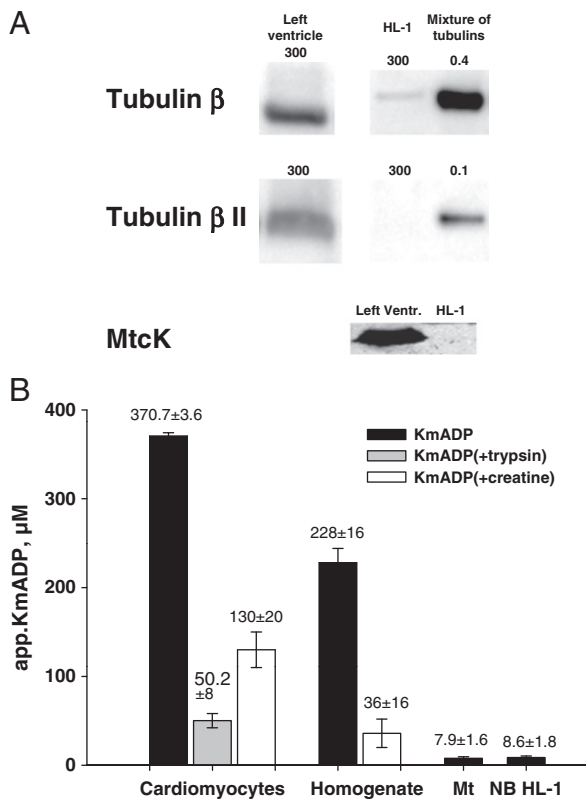 A
Left
ventricle
300
HL-1
300
Mixture of
tubulins
0.4
Tubulin β
300
300
0.1
Tubulin β II
Left Ventr. HL-1
MtcK
B
app.KmADP, µM
400
300
200
100
0
370.7±3.6
50.2
±8
130±20
228±16
36±16
7.9±1.6
8.6±1.8
KmADP
KmADP(+trypsin)
KmADP(+creatine)
Cardiomyocytes Homogenate Mt NB HL-1